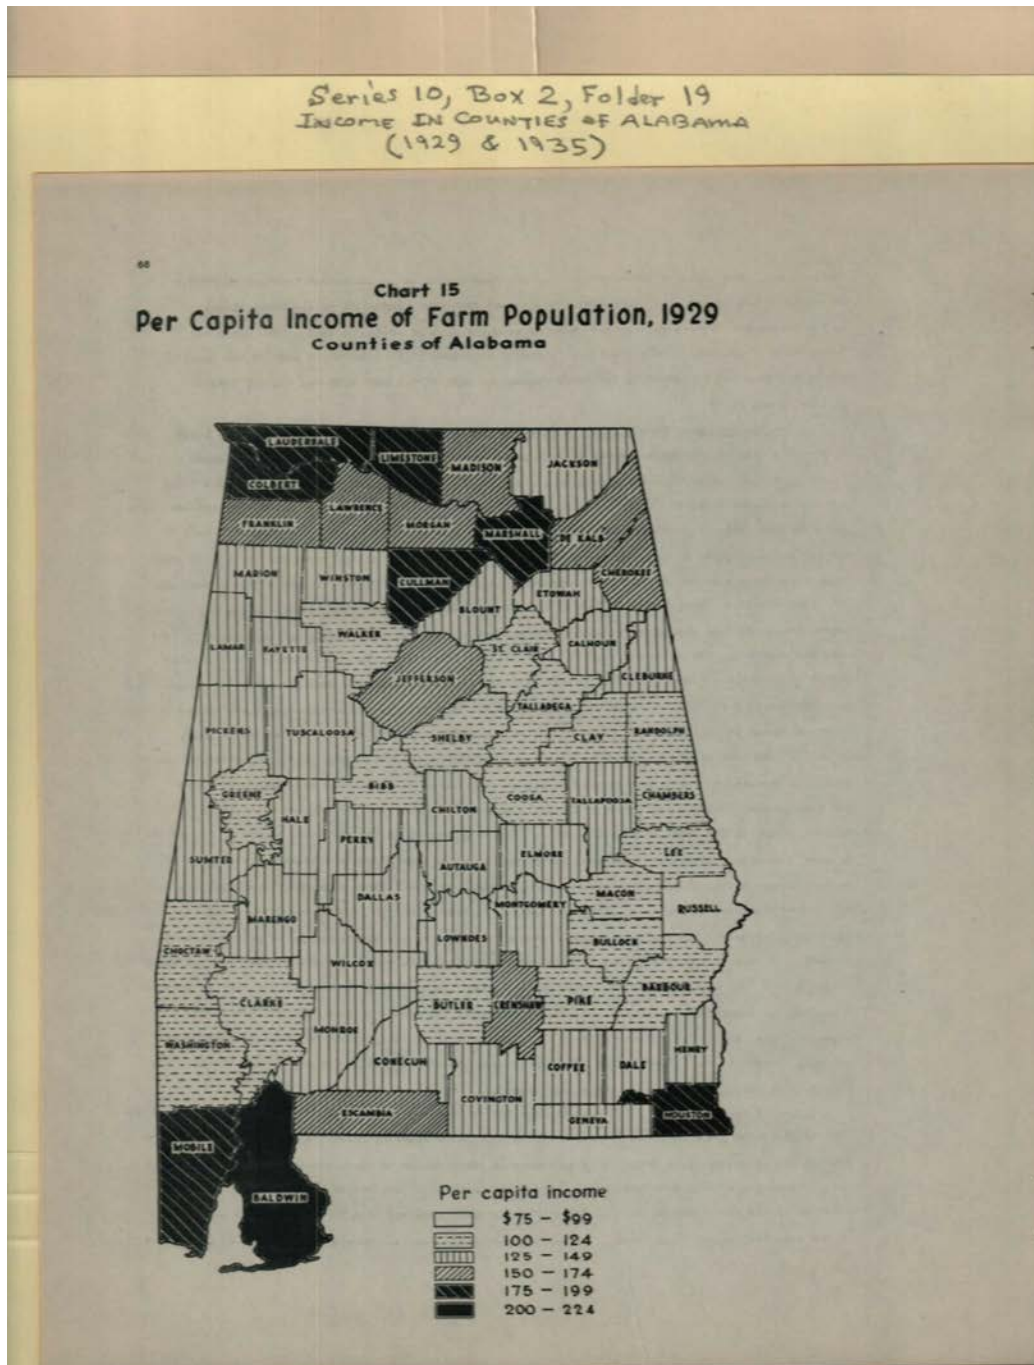 Series 10, Box 2, Folder 19
INCOME IN COUNTIES OF ALABAMA
(1929 & 1935)
68
Chart 15
Per Capita Income of Farm Population, 1929
Counties of Alabama
LAUDERDALE
LIMESTONE
MADISON
JACKSON
COLBERT
LAWRENCE
FRANKLIN
MORGAN
MARSHALL
DE KALB
CHEROKEE
MARION
WINSTON
CULLMAN
ETOWAH
BLOUNT
WALKER
ST. CLAIR
CALHOUN
LAMAR
FAYETTE
JEFFERSON
CLEBURNE
TALLADEGA
PICKENS
TUSCALOOSA
SHELBY
CLAY
RANDOLPH
BIBB
GREENE
COOSA
TALLAPOOSA
CHAMBERS
HALE
CHILTON
PERRY
SUMTER
AUTAUGA
ELMORE
LEE
DALLAS
MACON
MONTGOMERY
RUSSELL
MARENGO
LOWNDES
BULLOCK
CHOCTAW
WILCOX
BARBOUR
CLARKE
BUTLER
CRENSHAW
PIKE
MONROE
WASHINGTON
CONECUH
COFFEE
DALE
HENRY
COVINGTON
ESCAMBIA
GENEVA
HOUSTON
MOBILE
BALDWIN
Per capita income
$75 – $99
100 – 124
125 – 149
150 – 174
175 – 199
200 – 224